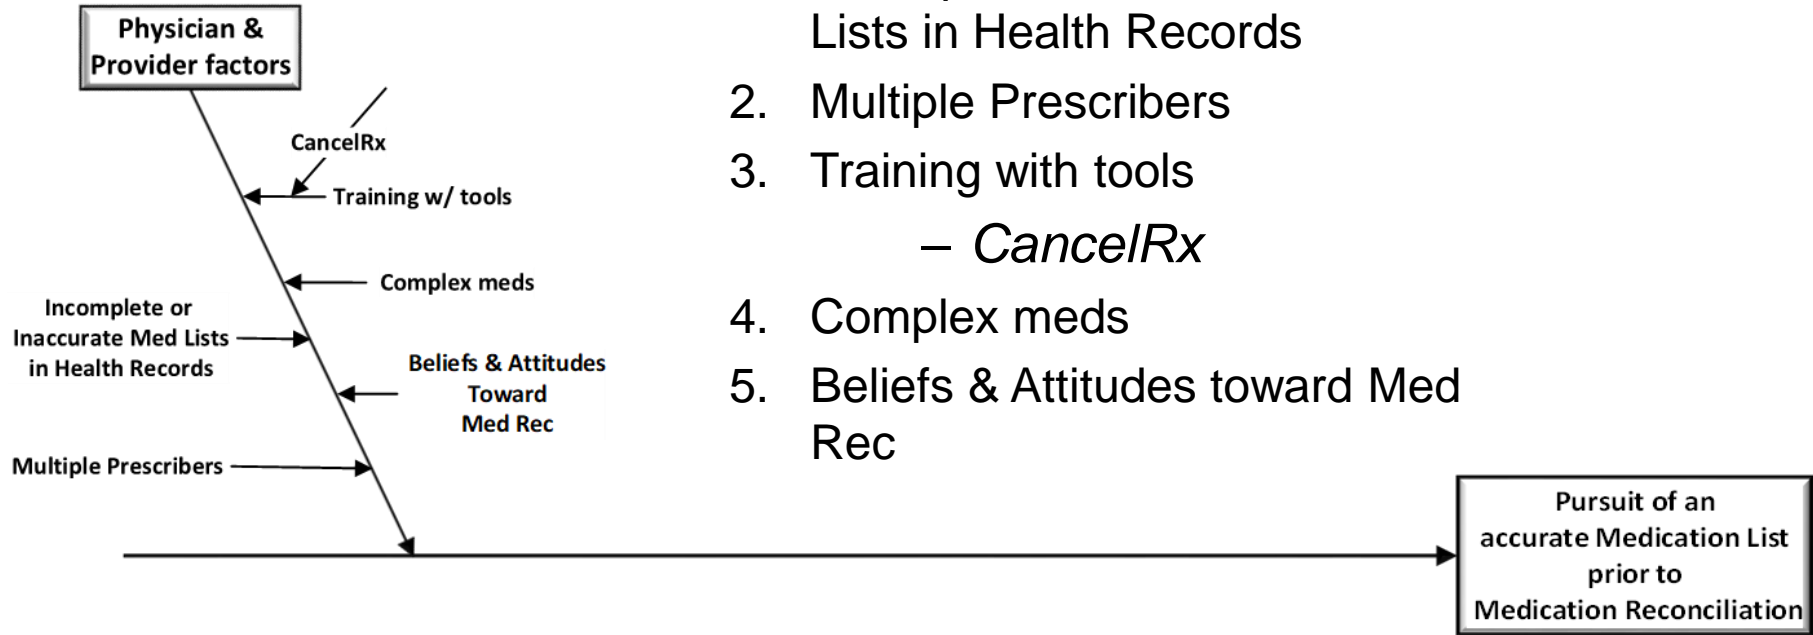 Physician &
Provider factors
CancelRx
Training w/ tools
Complex meds
Incomplete or
Inaccurate Med Lists
in Health Records
Beliefs & Attitudes
Toward
Med Rec
Multiple Prescribers
Lists in Health Records
2. Multiple Prescribers
3. Training with tools
– CancelRx
4. Complex meds
5. Beliefs & Attitudes toward Med
Rec
Pursuit of an
accurate Medication List
prior to
Medication Reconciliation